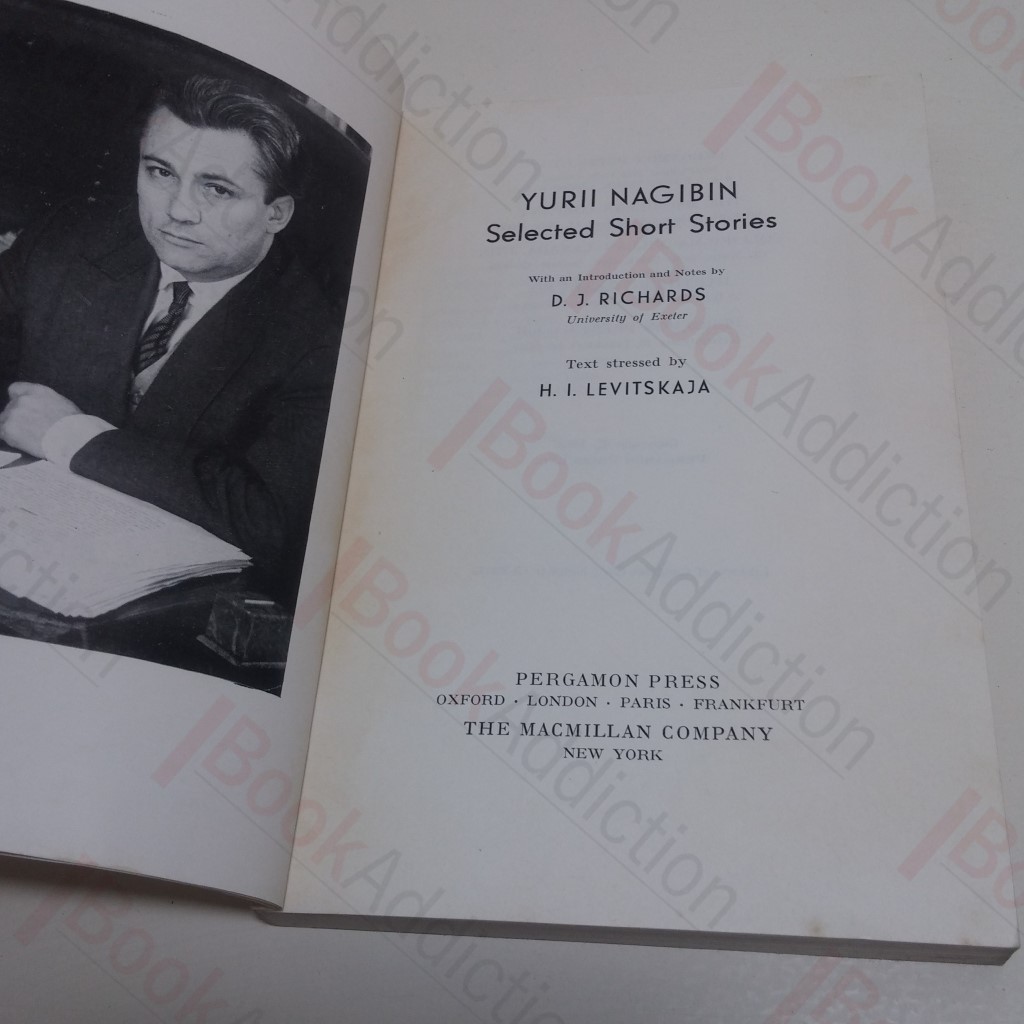 YURII NAGIBIN
Selected Short Stories
With an Introduction and Notes by
D. J. RICHARDS
University of Exeter
Text stressed by
H. I. LEVITSKAJA
PERGAMON PRESS
OXFORD · LONDON · PARIS · FRANKFURT
THE MACMILLAN COMPANY
NEW YORK
BookAddiction